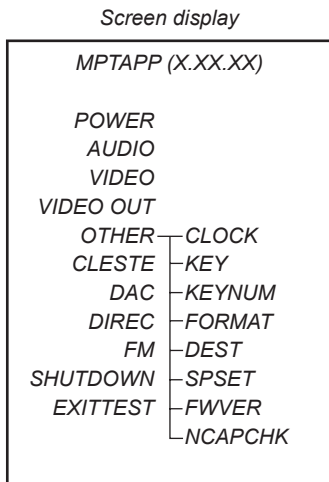 Screen display
MPTAPP (X.XX.XX)
POWER
AUDIO
VIDEO
VIDEO OUT
OTHER CLOCK
CLESTE KEY
DAC KEYNUM
DIREC FORMAT
FM DEST
SHUTDOWN SPSET
EXITTEST FWVER
NCAPCHK